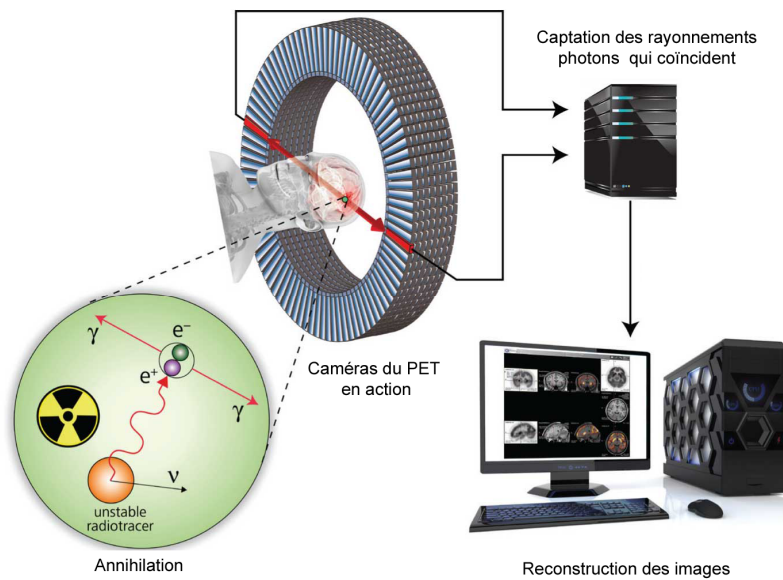 Captation des rayonnements
photons qui coïncident
Caméras du PET
en action
γ
e⁻
e⁺
γ
ν
unstable
radiotracer
Annihilation
Reconstruction des images